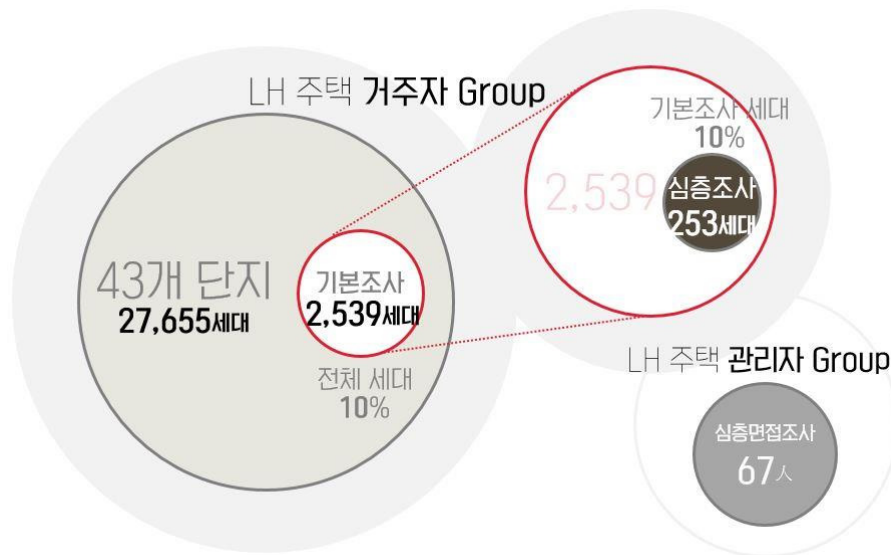 LH 주택 거주자 Group
43개 단지
27,655세대
기본조사
2,539세대
전체 세대
10%
기본조사 세대
10%
2,539
심층조사
253세대
LH 주택 관리자 Group
심층면접조사
67人